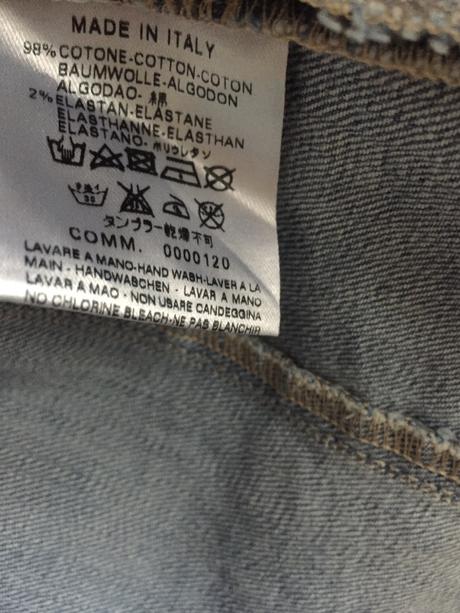 MADE IN ITALY
98% COTONE-COTTON-COTON
BAUMWOLLE-ALGODON
ALGODAO- 綿
2% ELASTAN-ELASTANE
ELASTHANNE-ELASTHAN
ELASTANO- ポリウレタン
タンブラー乾燥不可
COMM. 0000120
LAVARE A MANO-HAND WASH-LAVER A LA
MAIN - HANDWASCHEN - LAVAR A MANO
LAVAR A MAO - NON USARE CANDEGGINA
NO CHLORINE BLEACH-NE PAS BLANCHIR